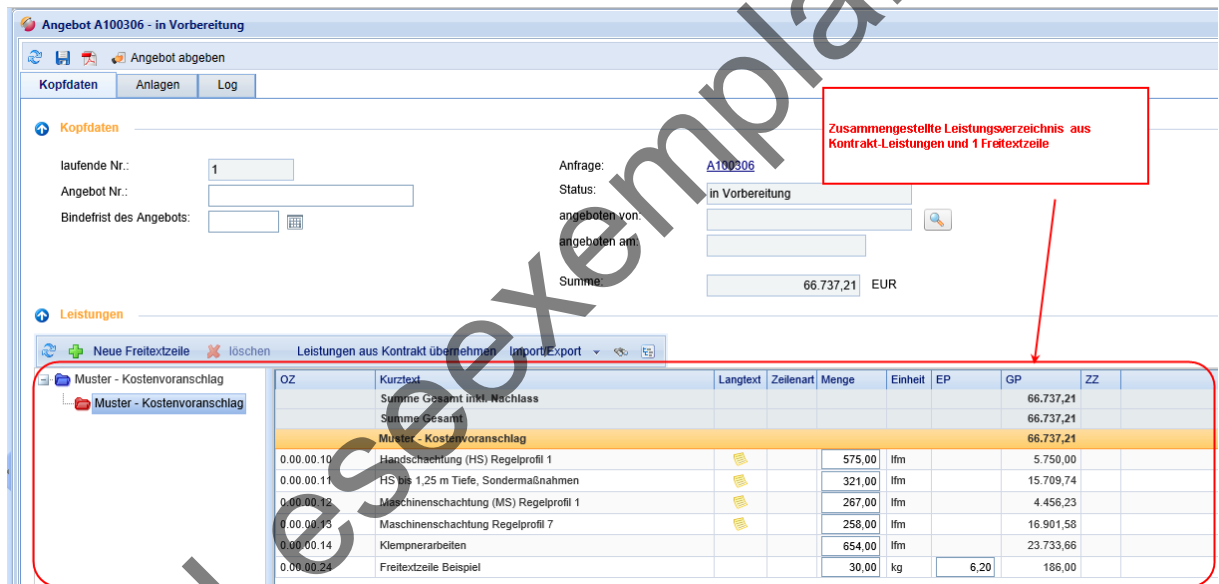 Angebot A100306 - in Vorbereitung
Angebot abgeben
Kopfdaten Anlagen Log
Kopfdaten
Zusammengestellte Leistungsverzeichnis aus
Kontrakt-Leistungen und 1 Freitextzeile
laufende Nr.: 1 Anfrage: A100306
Angebot Nr.: Status: in Vorbereitung
Bindefrist des Angebots: angeboten von:
angeboten am:
Summe: 66.737,21 EUR
Leistungen
Neue Freitextzeile löschen Leistungen aus Kontrakt übernehmen Import/Export
Muster - Kostenvoranschlag
Muster - Kostenvoranschlag
OZ Kurztext Langtext Zeilenart Menge Einheit EP GP ZZ
Summe Gesamt inkl. Nachlass 66.737,21
Summe Gesamt 66.737,21
Muster - Kostenvoranschlag 66.737,21
0.00.00.10 Handschachtung (HS) Regelprofil 1 575,00 lfm 5.750,00
0.00.00.11 HS bis 1,25 m Tiefe, Sondermaßnahmen 321,00 lfm 15.709,74
0.00.00.12 Maschinenschachtung (MS) Regelprofil 1 267,00 lfm 4.456,23
0.00.00.13 Maschinenschachtung Regelprofil 7 258,00 lfm 16.901,58
0.00.00.14 Klempnerarbeiten 654,00 lfm 23.733,66
0.00.00.24 Freitextzeile Beispiel 30,00 kg 6,20 186,00
Leseexemplar